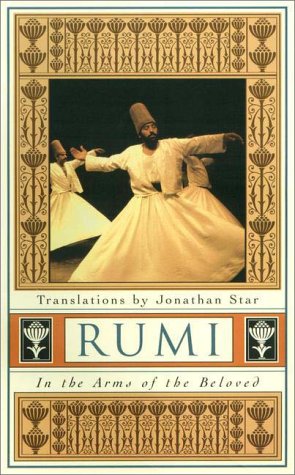 Translations by Jonathan Star
RUMI
In the Arms of the Beloved